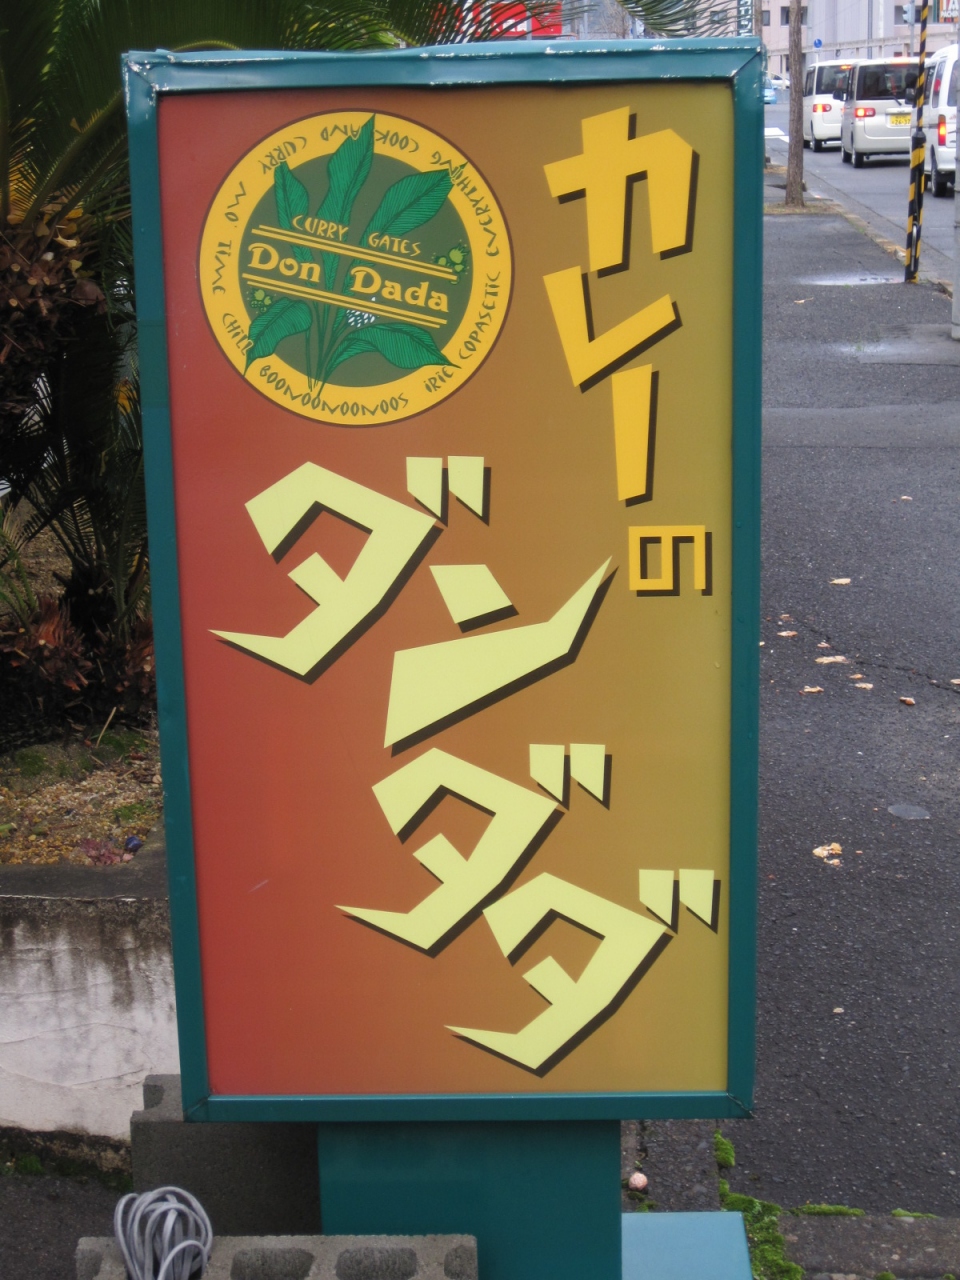 カレーの
ダンダダ
CURRY GATES
Don Dada
COOK AND CURRY
MO' TIME
CHILL
BOONOONOONOOS
IRIE
COPASETIC
EVERYTHING